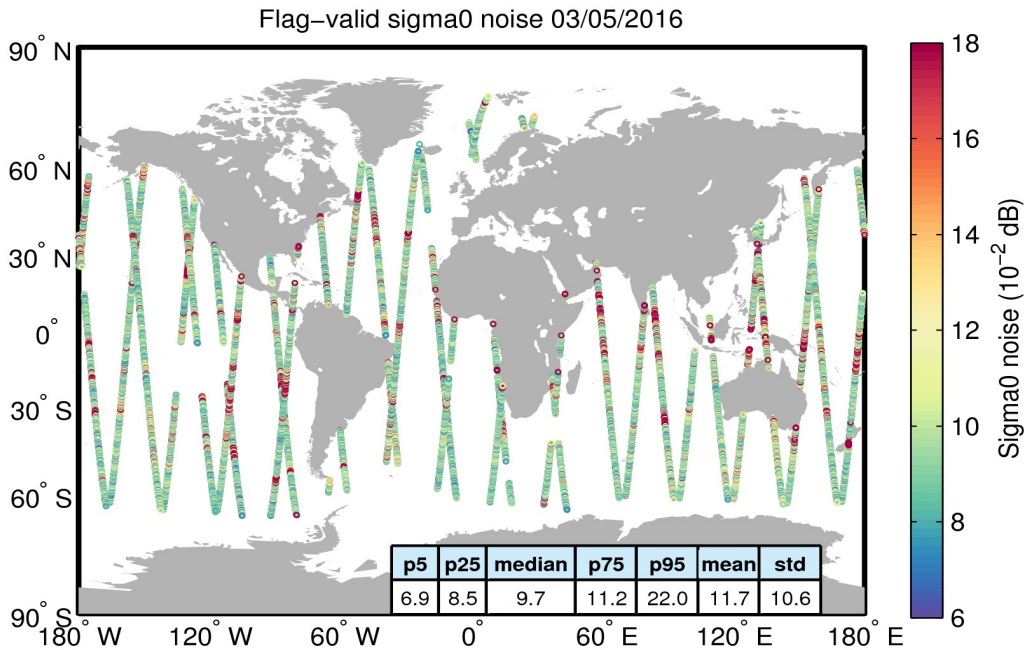 Flag−valid sigma0 noise 03/05/2016
90° N
60° N
30° N
0°
30° S
60° S
90° S
180° W 120° W 60° W 0° 60° E 120° E 180° E
p5 p25 median p75 p95 mean std
6.9 8.5 9.7 11.2 22.0 11.7 10.6
18
16
14
12
10
8
6
Sigma0 noise (10⁻² dB)